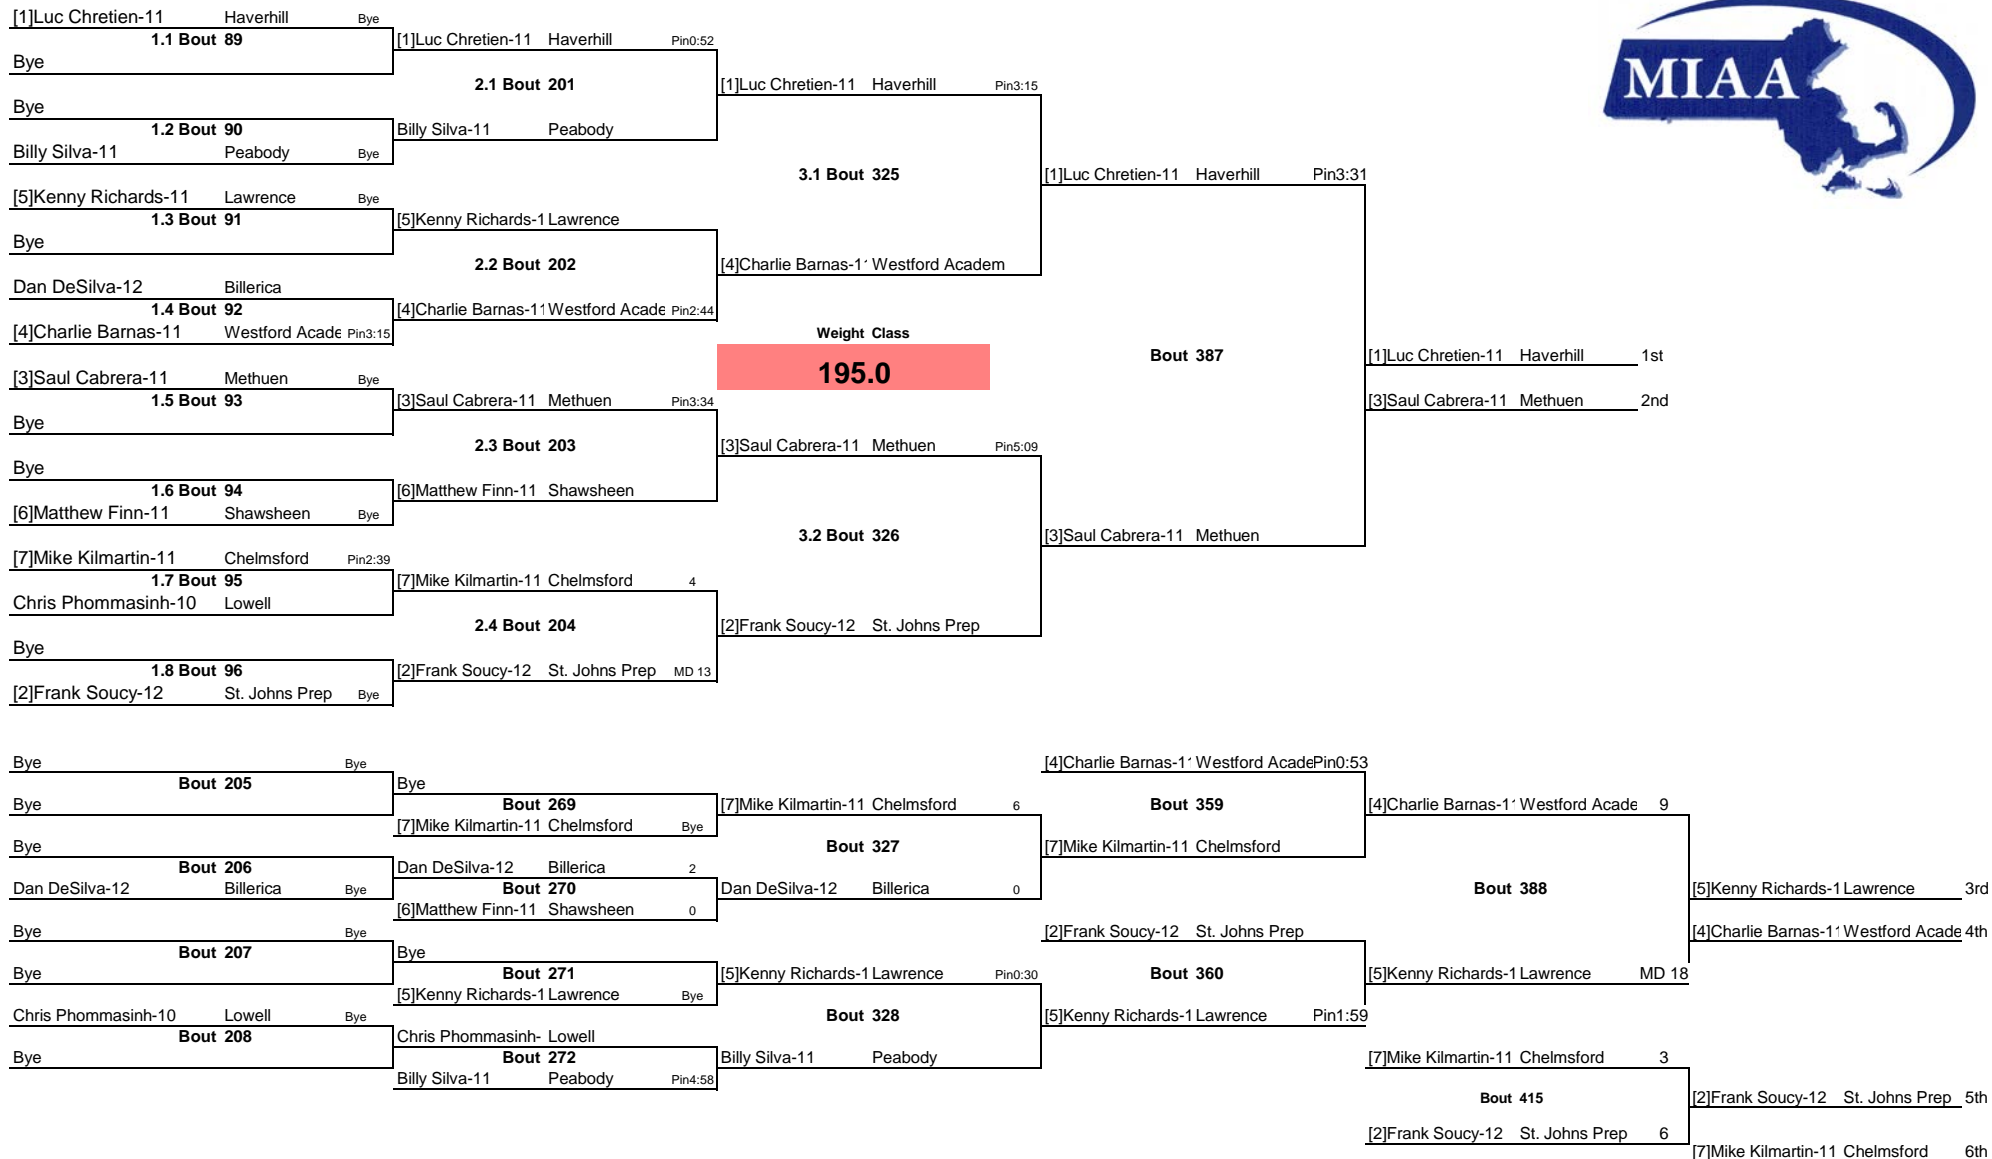 [1]Luc Chretien-11 Haverhill Bye
1.1 Bout 89
Bye
Bye
1.2 Bout 90
Billy Silva-11 Peabody Bye
[5]Kenny Richards-11 Lawrence Bye
1.3 Bout 91
Bye
Dan DeSilva-12 Billerica
1.4 Bout 92
[4]Charlie Barnas-11 Westford Acade Pin3:15
[3]Saul Cabrera-11 Methuen Bye
1.5 Bout 93
Bye
Bye
1.6 Bout 94
[6]Matthew Finn-11 Shawsheen Bye
[7]Mike Kilmartin-11 Chelmsford Pin2:39
1.7 Bout 95
Chris Phommasinh-10 Lowell
Bye
1.8 Bout 96
[2]Frank Soucy-12 St. Johns Prep Bye
[1]Luc Chretien-11 Haverhill Pin0:52
2.1 Bout 201
Billy Silva-11 Peabody
[5]Kenny Richards-1 Lawrence
2.2 Bout 202
[4]Charlie Barnas-11 Westford Acade Pin2:44
[3]Saul Cabrera-11 Methuen Pin3:34
2.3 Bout 203
[6]Matthew Finn-11 Shawsheen
[7]Mike Kilmartin-11 Chelmsford 4
2.4 Bout 204
[2]Frank Soucy-12 St. Johns Prep MD 13
[1]Luc Chretien-11 Haverhill Pin3:15
3.1 Bout 325
[4]Charlie Barnas-1 Westford Academ
Weight Class
195.0
[3]Saul Cabrera-11 Methuen Pin5:09
3.2 Bout 326
[2]Frank Soucy-12 St. Johns Prep
[1]Luc Chretien-11 Haverhill Pin3:31
Bout 387
[3]Saul Cabrera-11 Methuen
[1]Luc Chretien-11 Haverhill 1st
[3]Saul Cabrera-11 Methuen 2nd
MIAA
Bye Bye
Bout 205
Bye
Bye
Bout 206
Dan DeSilva-12 Billerica Bye
Bye Bye
Bout 207
Bye
Chris Phommasinh-10 Lowell Bye
Bout 208
Bye
Bye
Bout 269
[7]Mike Kilmartin-11 Chelmsford Bye
Dan DeSilva-12 Billerica 2
Bout 270
[6]Matthew Finn-11 Shawsheen 0
Bye
Bout 271
[5]Kenny Richards-1 Lawrence Bye
Chris Phommasinh- Lowell
Bout 272
Billy Silva-11 Peabody Pin4:58
[7]Mike Kilmartin-11 Chelmsford 6
Bout 327
Dan DeSilva-12 Billerica 0
[5]Kenny Richards-1 Lawrence Pin0:30
Bout 328
Billy Silva-11 Peabody
[4]Charlie Barnas-1 Westford Acade Pin0:53
Bout 359
[7]Mike Kilmartin-11 Chelmsford
[2]Frank Soucy-12 St. Johns Prep
Bout 360
[5]Kenny Richards-1 Lawrence Pin1:59
[4]Charlie Barnas-1 Westford Acade 9
Bout 388
[5]Kenny Richards-1 Lawrence MD 18
[7]Mike Kilmartin-11 Chelmsford 3
Bout 415
[2]Frank Soucy-12 St. Johns Prep 6
[5]Kenny Richards-1 Lawrence 3rd
[4]Charlie Barnas-11 Westford Acade 4th
[2]Frank Soucy-12 St. Johns Prep 5th
[7]Mike Kilmartin-11 Chelmsford 6th